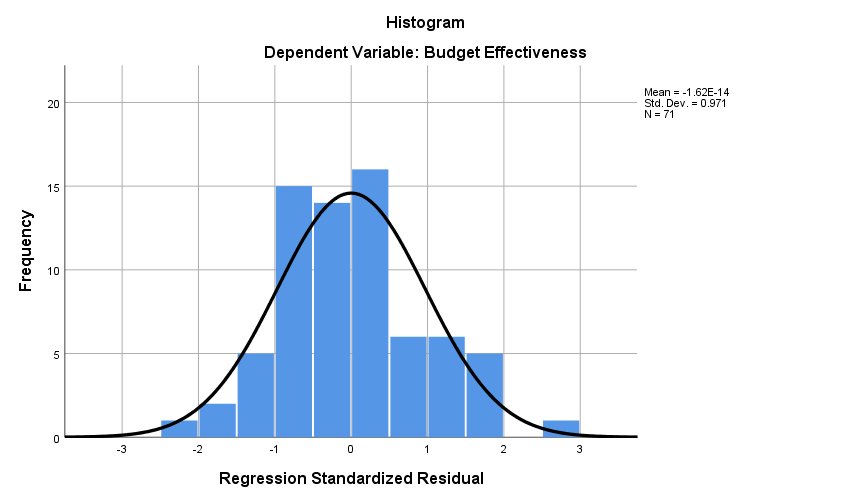 Histogram
Dependent Variable: Budget Effectiveness
Mean = -1.62E-14
Std. Dev. = 0.971
N = 71
Frequency
20
15
10
5
0
-3 -2 -1 0 1 2 3
Regression Standardized Residual